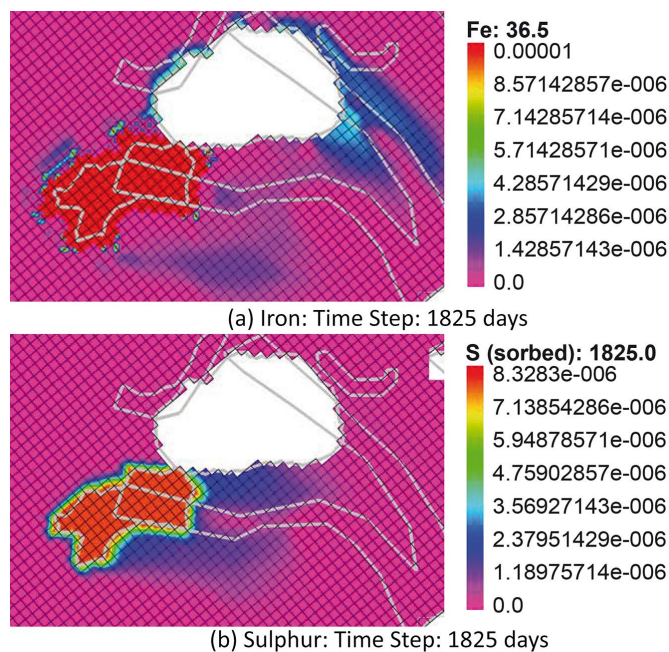 Fe: 36.5
0.00001
8.57142857e-006
7.14285714e-006
5.71428571e-006
4.28571429e-006
2.85714286e-006
1.42857143e-006
0.0
(a) Iron: Time Step: 1825 days
S (sorbed): 1825.0
8.3283e-006
7.13854286e-006
5.94878571e-006
4.75902857e-006
3.56927143e-006
2.37951429e-006
1.18975714e-006
0.0
(b) Sulphur: Time Step: 1825 days